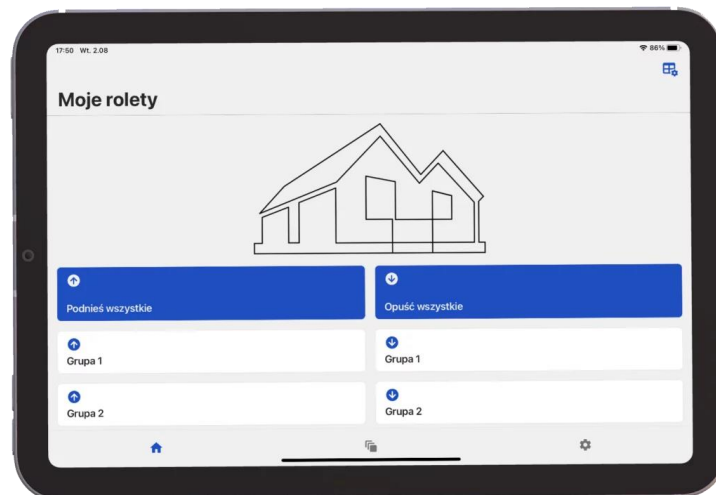 17:50 Wt. 2.08
86%
Moje rolety
Podnieś wszystkie
Opuść wszystkie
Grupa 1
Grupa 1
Grupa 2
Grupa 2